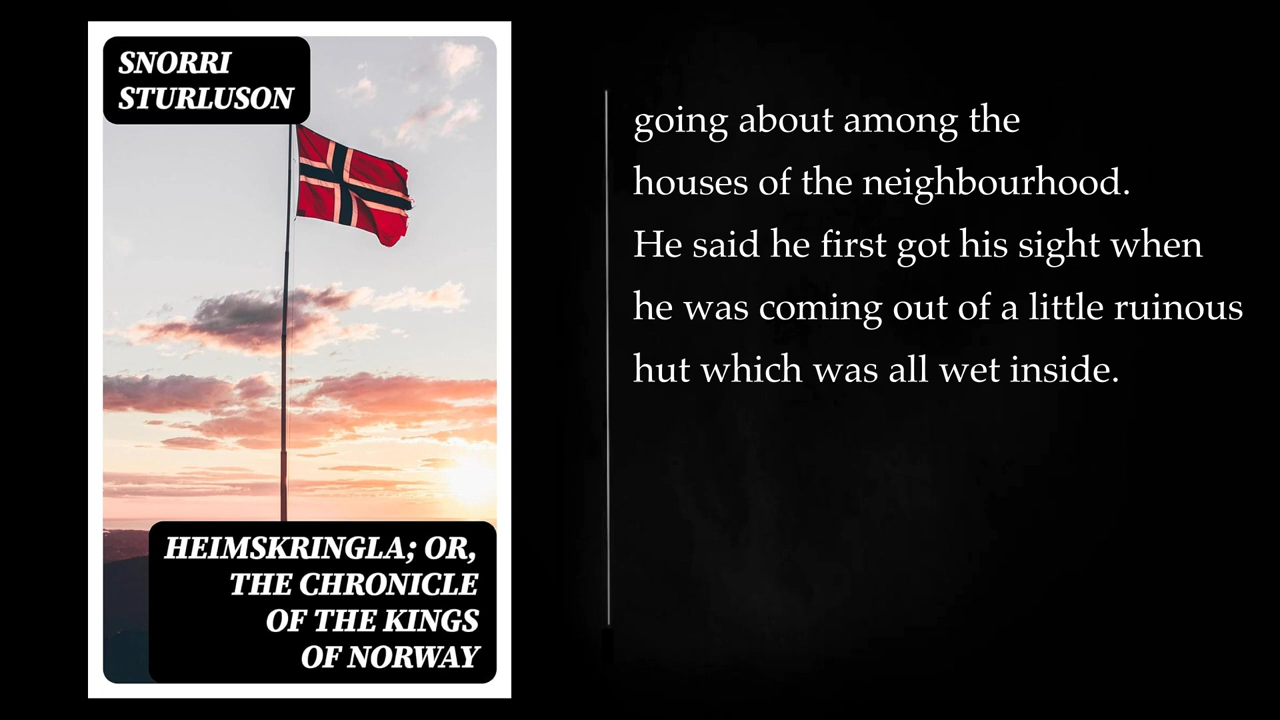 SNORRI
STURLUSON
HEIMSKRINGLA; OR,
THE CHRONICLE
OF THE KINGS
OF NORWAY
going about among the
houses of the neighbourhood.
He said he first got his sight when
he was coming out of a little ruinous
hut which was all wet inside.